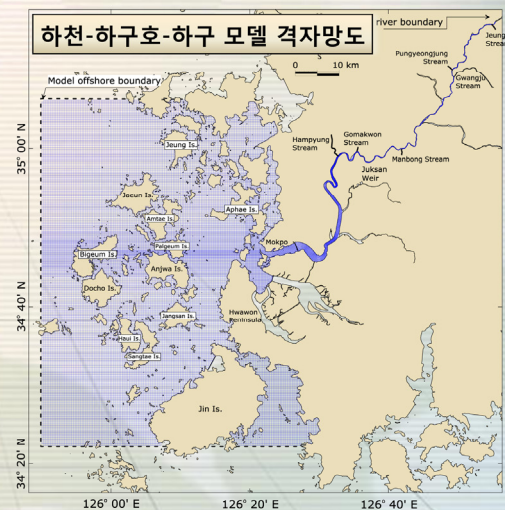 하천-하구호-하구 모델 격자망도
river boundary
Jeung
Stream
Pungyeongjung
Stream
Gwangju
Stream
S
0 10 km
Model offshore boundary
Hampyung
Stream
Gomakwon
Stream
Manbong Stream
Juksan
Weir
Jeung Is.
Jocun Is.
Amtae Is.
Aphae Is.
Palgeum Is.
Mokpo
Bigeum Is.
Anjwa Is.
Docho Is.
Jangsan Is.
Hwawon
Peninsula
Haui Is.
Sangtae Is.
Jin Is.
35° 00' N
34° 40' N
34° 20' N
126° 00' E
126° 20' E
126° 40' E